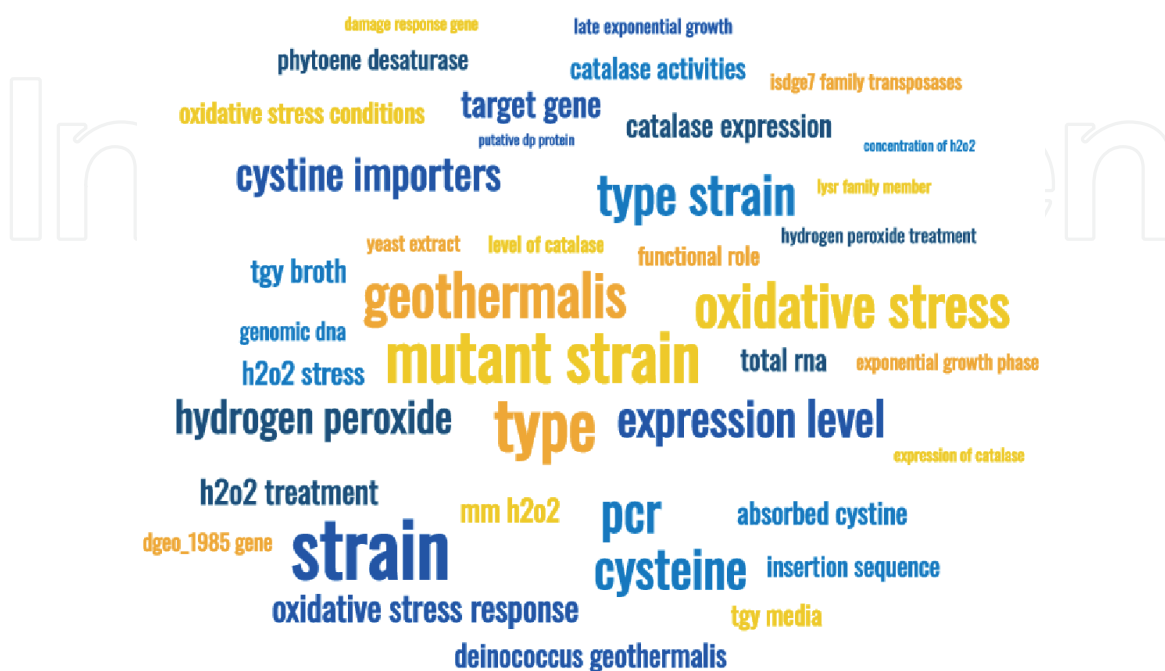 damage response gene
late exponential growth
phytoene desaturase
catalase activities
isdge7 family transposases
oxidative stress conditions
target gene
catalase expression
putative dp protein
concentration of h2o2
cystine importers
type strain
lysr family member
hydrogen peroxide treatment
yeast extract
level of catalase
functional role
tgy broth
geothermalis
oxidative stress
genomic dna
mutant strain
total rna
exponential growth phase
h2o2 stress
hydrogen peroxide
type
expression level
expression of catalase
h2o2 treatment
mm h2o2
pcr
absorbed cystine
dgeo_1985 gene
strain
cysteine
insertion sequence
oxidative stress response
tgy media
deinococcus geothermalis